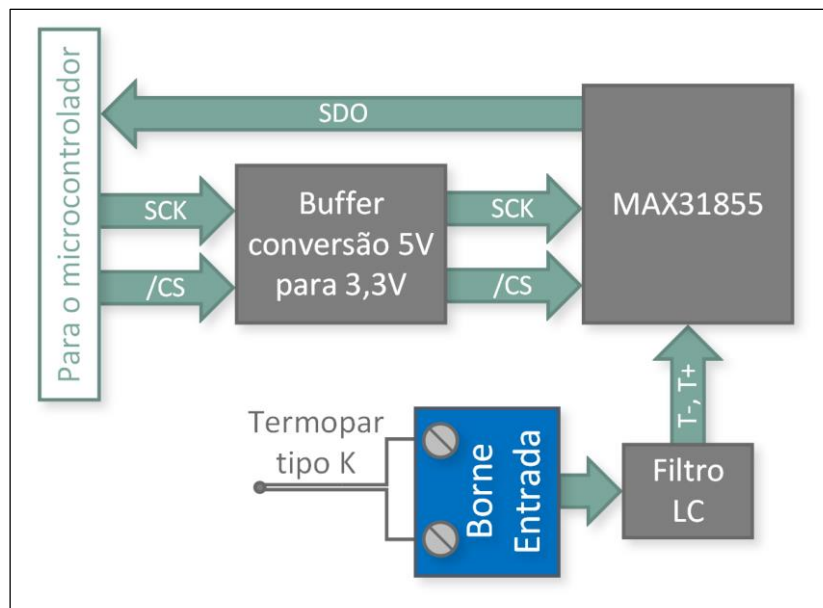 Para o microcontrolador
SDO
SCK
/CS
Buffer
conversão 5V
para 3,3V
SCK
/CS
MAX31855
T-, T+
Termopar
tipo K
Borne
Entrada
Filtro
LC